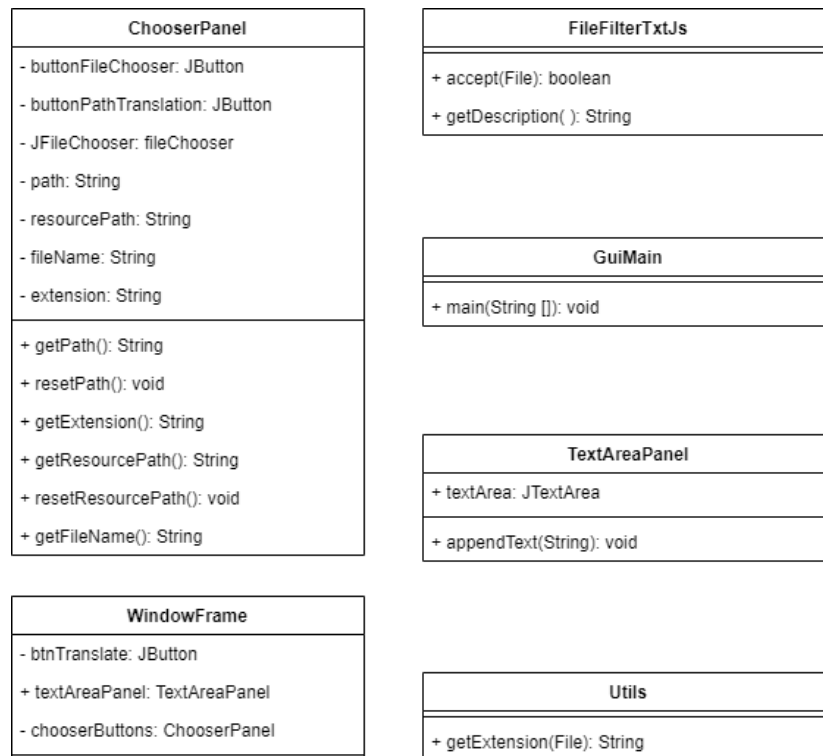 ChooserPanel
- buttonFileChooser: JButton
- buttonPathTranslation: JButton
- JFileChooser: fileChooser
- path: String
- resourcePath: String
- fileName: String
- extension: String
+ getPath(): String
+ resetPath(): void
+ getExtension(): String
+ getResourcePath(): String
+ resetResourcePath(): void
+ getFileName(): String
WindowFrame
- btnTranslate: JButton
+ textAreaPanel: TextAreaPanel
- chooserButtons: ChooserPanel
FileFilterTxtJs
+ accept(File): boolean
+ getDescription( ): String
GuiMain
+ main(String []): void
TextAreaPanel
+ textArea: JTextArea
+ appendText(String): void
Utils
+ getExtension(File): String